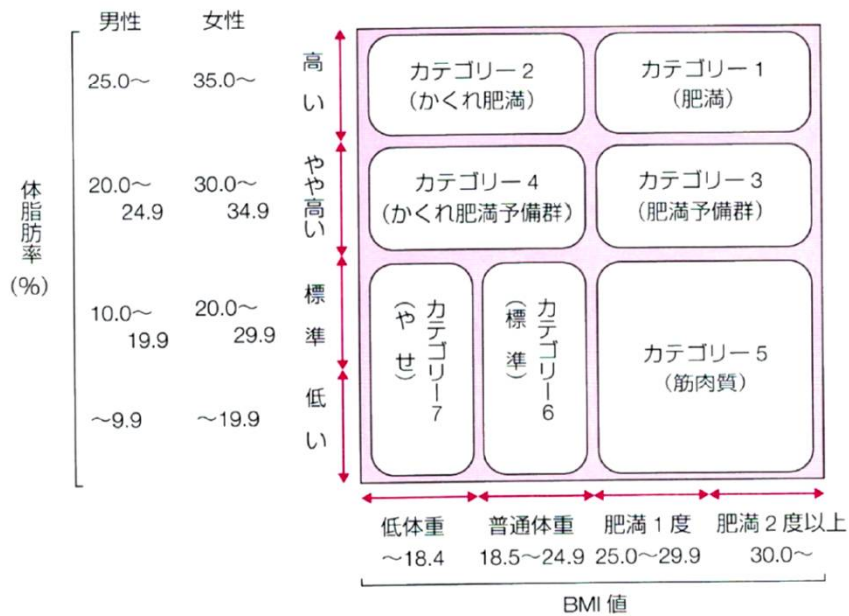 男性 女性
体脂肪率
(%)
高い
25.0〜 35.0〜
やや高い
20.0〜
24.9
30.0〜
34.9
標準
10.0〜
19.9
20.0〜
29.9
低い
〜9.9 〜19.9
カテゴリー2
(かくれ肥満)
カテゴリー1
(肥満)
カテゴリー4
(かくれ肥満予備群)
カテゴリー3
(肥満予備群)
カテゴリー7
(やせ)
カテゴリー6
(標準)
カテゴリー5
(筋肉質)
低体重 普通体重 肥満1度 肥満2度以上
〜18.4 18.5〜24.9 25.0〜29.9 30.0〜
BMI値